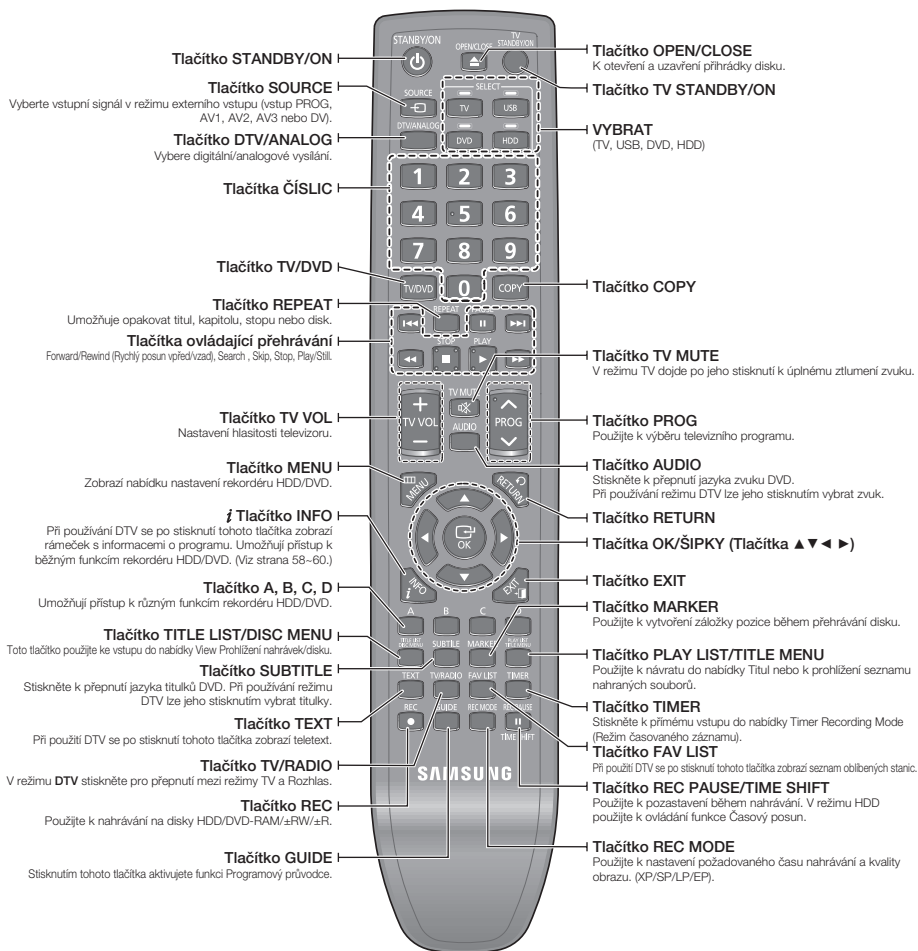 Tlačítko STANDBY/ON
Tlačítko SOURCE
Vyberte vstupní signál v režimu externího vstupu (vstup PROG,
AV1, AV2, AV3 nebo DV).
Tlačítko DTV/ANALOG
Vybere digitální/analogové vysílání.
Tlačítka ČÍSLIC
Tlačítko TV/DVD
Tlačítko REPEAT
Umožňuje opakovat titul, kapitolu, stopu nebo disk.
Tlačítka ovládající přehrávání
Forward/Rewind (Rychlý posun vpřed/vzad), Search , Skip, Stop, Play/Still.
Tlačítko TV VOL
Nastavení hlasitosti televizoru.
Tlačítko MENU
Zobrazí nabídku nastavení rekordéru HDD/DVD.
i Tlačítko INFO
Při používání DTV se po stisknutí tohoto tlačítka zobrazí
rámeček s informacemi o programu. Umožňují přístup k
běžným funkcím rekordéru HDD/DVD. (Viz strana 58~60.)
Tlačítko A, B, C, D
Umožňují přístup k různým funkcím rekordéru HDD/DVD.
Tlačítko TITLE LIST/DISC MENU
Toto tlačítko použijte ke vstupu do nabídky View Prohlížení nahrávek/disku.
Tlačítko SUBTITLE
Stiskněte k přepnutí jazyka titulků DVD. Při používání režimu
DTV lze jeho stisknutím vybrat titulky.
Tlačítko TEXT
Při použití DTV se po stisknutí tohoto tlačítka zobrazí teletext.
Tlačítko TV/RADIO
V režimu DTV stiskněte pro přepnutí mezi režimy TV a Rozhlas.
Tlačítko REC
Použijte k nahrávání na disky HDD/DVD-RAM/±RW/±R.
Tlačítko GUIDE
Stisknutím tohoto tlačítka aktivujete funkci Programový průvodce.
STANBY/ON
OPEN/CLOSE
TV
STANDBY/ON
SOURCE
SELECT
TV
USB
DTV/ANALOG
DVD
HDD
1 2 3
4 5 6
7 8 9
TV/DVD
0
COPY
REPEAT
STOP
PLAY
TV MUTE
+
TV VOL
−
PROG
AUDIO
MENU
RETURN
OK
i INFO
EXIT
A B C D
TITLE LIST
DISC MENU
SUBTITLE
MARKER
PLAY LIST
TITLE MENU
TEXT
TV/RADIO
FAV LIST
TIMER
REC
GUIDE
REC MODE
REC PAUSE
TIME SHIFT
SAMSUNG
Tlačítko OPEN/CLOSE
K otevření a uzavření přihrádky disku.
Tlačítko TV STANDBY/ON
VYBRAT
(TV, USB, DVD, HDD)
Tlačítko COPY
Tlačítko TV MUTE
V režimu TV dojde po jeho stisknutí k úplnému ztlumení zvuku.
Tlačítko PROG
Použijte k výběru televizního programu.
Tlačítko AUDIO
Stiskněte k přepnutí jazyka zvuku DVD.
Při používání režimu DTV lze jeho stisknutím vybrat zvuk.
Tlačítko RETURN
Tlačítka OK/ŠIPKY (Tlačítka ▲▼◄ ►)
Tlačítko EXIT
Tlačítko MARKER
Použijte k vytvoření záložky pozice během přehrávání disku.
Tlačítko PLAY LIST/TITLE MENU
Použijte k návratu do nabídky Titul nebo k prohlížení seznamu
nahraných souborů.
Tlačítko TIMER
Stiskněte k přímému vstupu do nabídky Timer Recording Mode
(Režim časovaného záznamu).
Tlačítko FAV LIST
Při použití DTV se po stisknutí tohoto tlačítka zobrazí seznam oblíbených stanic.
Tlačítko REC PAUSE/TIME SHIFT
Použijte k pozastavení během nahrávání. V režimu HDD
použijte k ovládání funkce Časový posun.
Tlačítko REC MODE
Použijte k nastavení požadovaného času nahrávání a kvality
obrazu. (XP/SP/LP/EP).